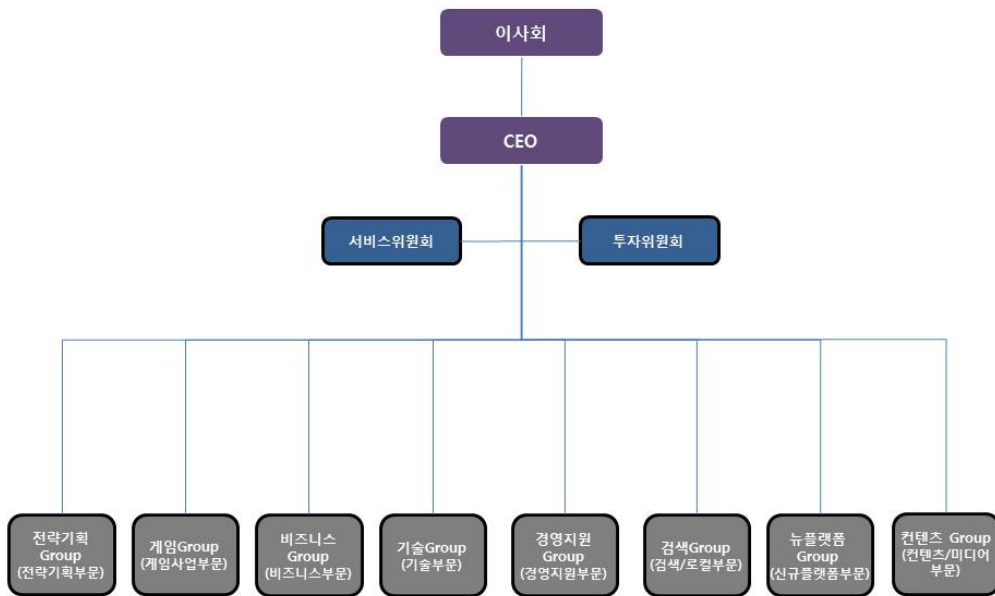 이사회
CEO
서비스위원회
투자위원회
전략기획
Group
(전략기획부문)
게임Group
(게임사업부문)
비즈니스
Group
(비즈니스부문)
기술Group
(기술부문)
경영지원
Group
(경영지원부문)
검색Group
(검색/로컬부문)
뉴플랫폼
Group
(신규플랫폼부문)
컨텐츠 Group
(컨텐츠/미디어
부문)